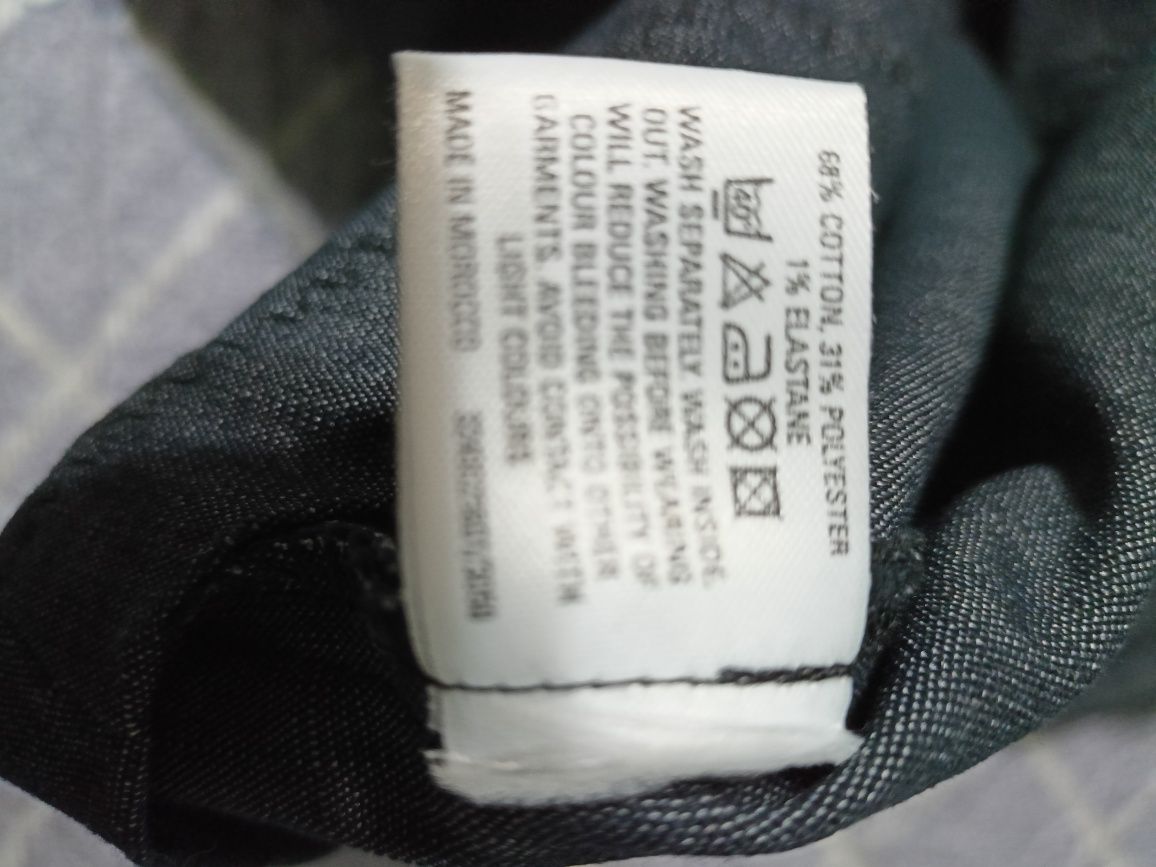 68% COTTON, 31% POLYESTER
1% ELASTANE
WASH SEPARATELY. WASH INSIDE
OUT. WASHING BEFORE WEARING
WILL REDUCE THE POSSIBILITY OF
COLOUR BLEEDING ONTO OTHER
GARMENTS. AVOID CONTACT WITH
LIGHT COLOURS
MADE IN MOROCCO